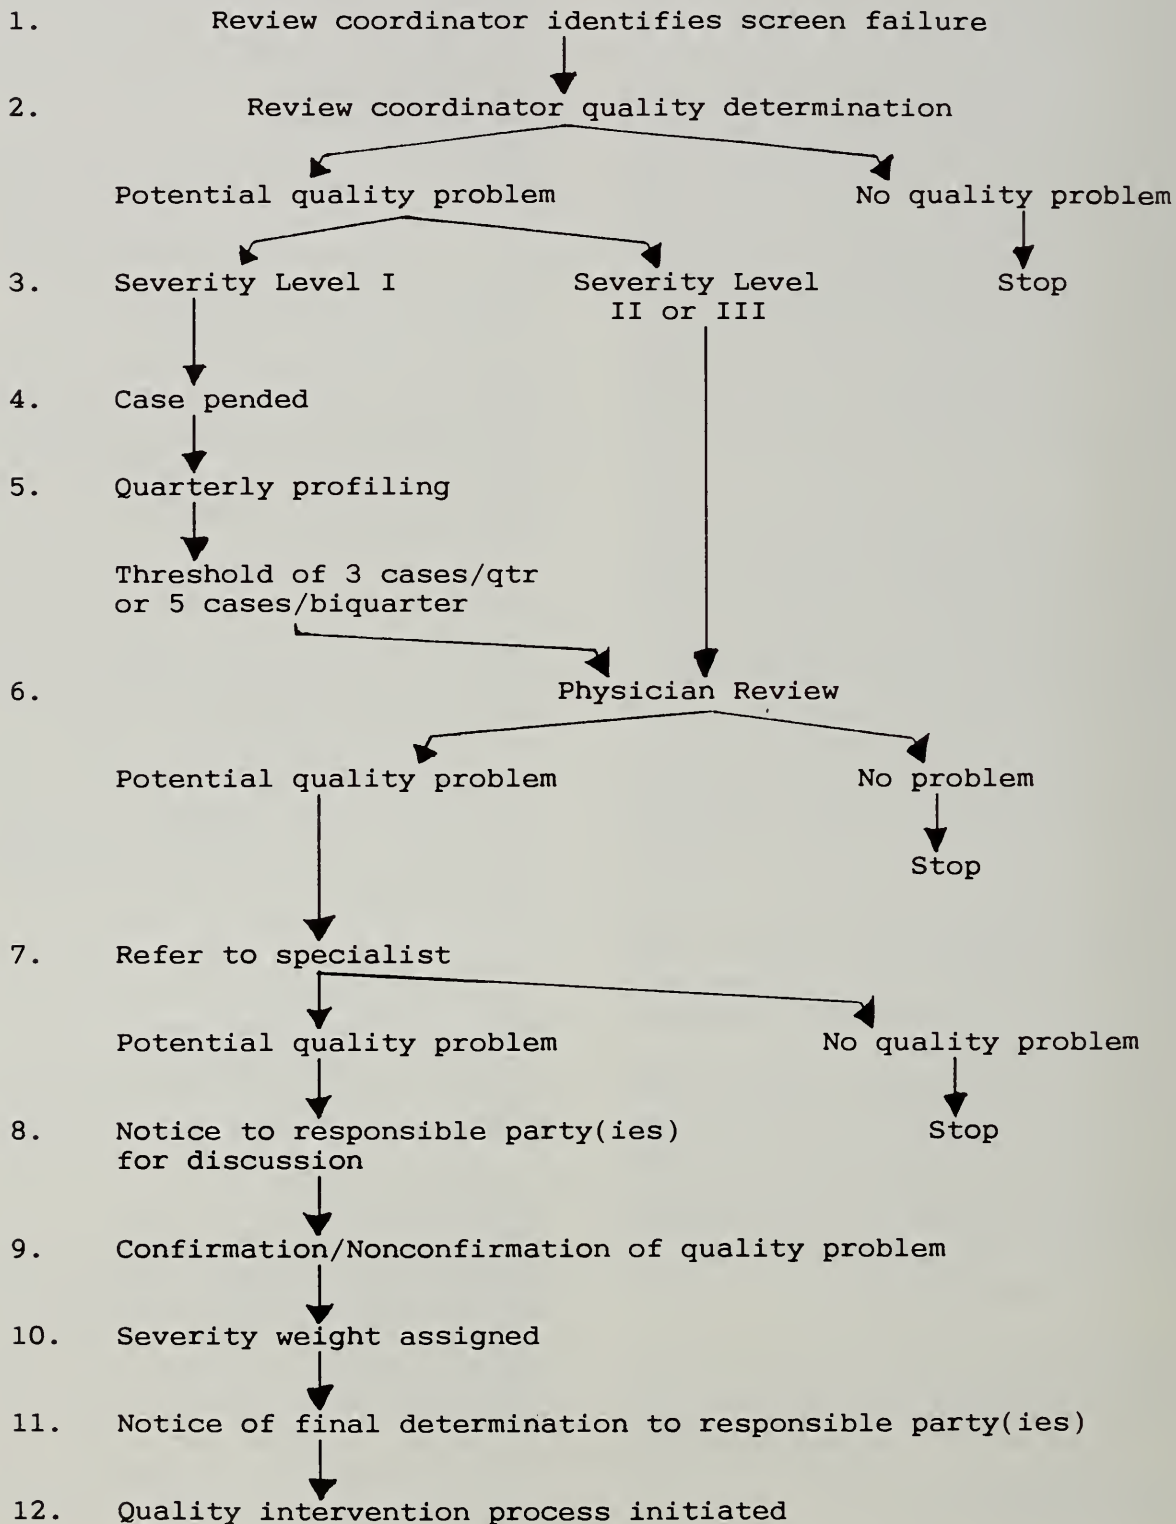 1. Review coordinator identifies screen failure
2. Review coordinator quality determination
Potential quality problem No quality problem
3. Severity Level I Severity Level II or III Stop
4. Case pended
5. Quarterly profiling
Threshold of 3 cases/qtr
or 5 cases/biquarter
6. Physician Review
Potential quality problem No problem
Stop
7. Refer to specialist
Potential quality problem No quality problem
8. Notice to responsible party(ies) Stop
for discussion
9. Confirmation/Nonconfirmation of quality problem
10. Severity weight assigned
11. Notice of final determination to responsible party(ies)
12. Quality intervention process initiated